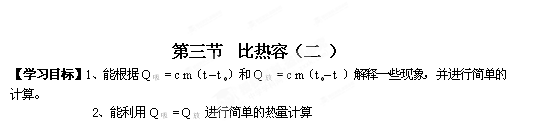 第三节 比热容（二 ）
【学习目标】1、能根据Q吸＝c m（t－t₀）和Q放＝c m（t₀－t ）解释一些现象，并进行简单的
计算。
2、能利用Q吸＝Q放 进行简单的热量计算